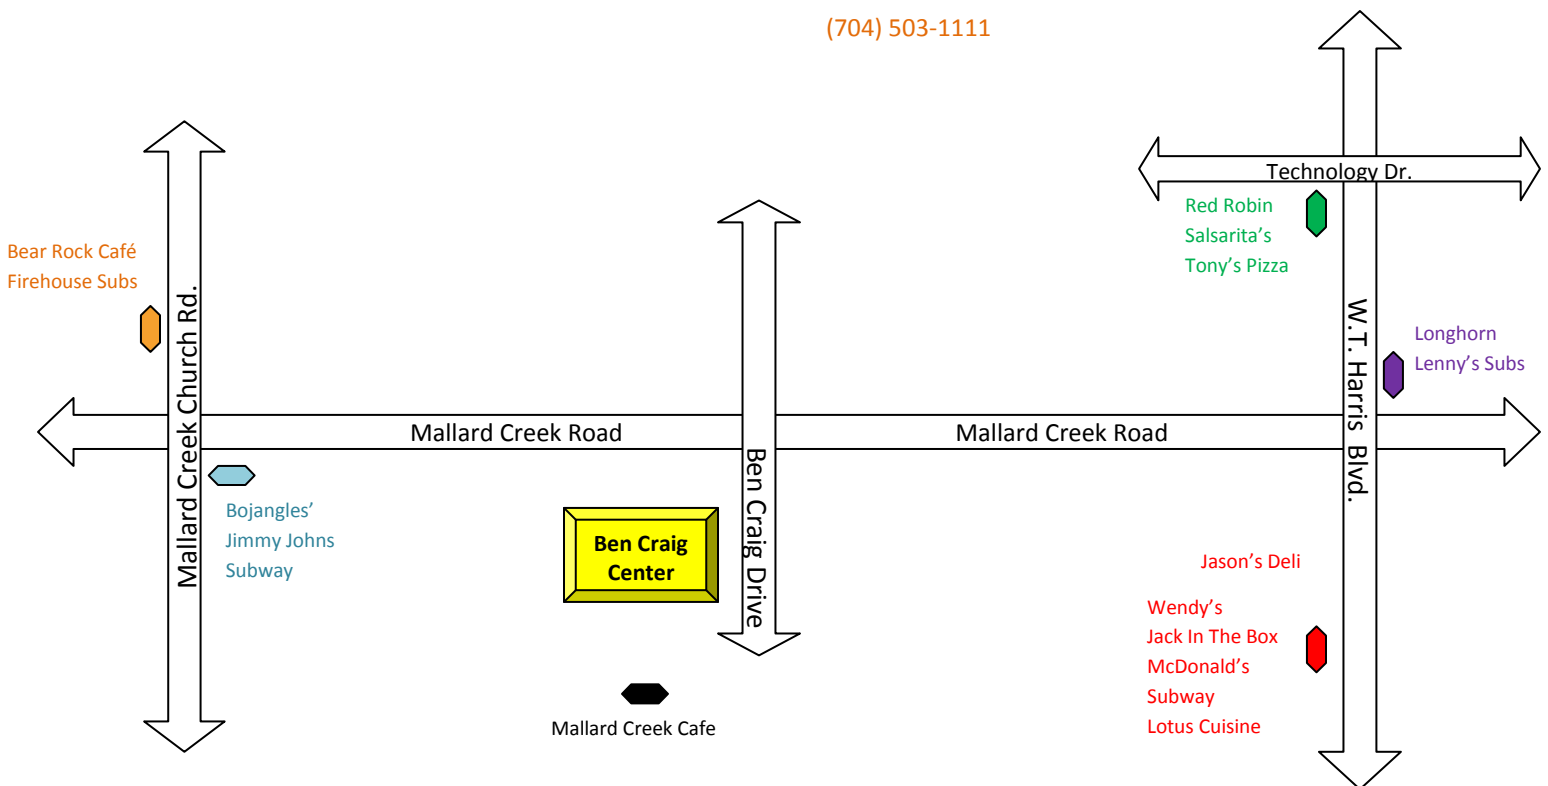 (704) 503-1111
Technology Dr.
Red Robin
Salsarita’s
Tony’s Pizza
Bear Rock Café
Firehouse Subs
Mallard Creek Church Rd.
W.T. Harris Blvd.
Longhorn
Lenny’s Subs
Mallard Creek Road
Mallard Creek Road
Ben Craig Drive
Bojangles’
Jimmy Johns
Subway
Ben Craig
Center
Jason’s Deli
Wendy’s
Jack In The Box
McDonald’s
Subway
Lotus Cuisine
Mallard Creek Cafe